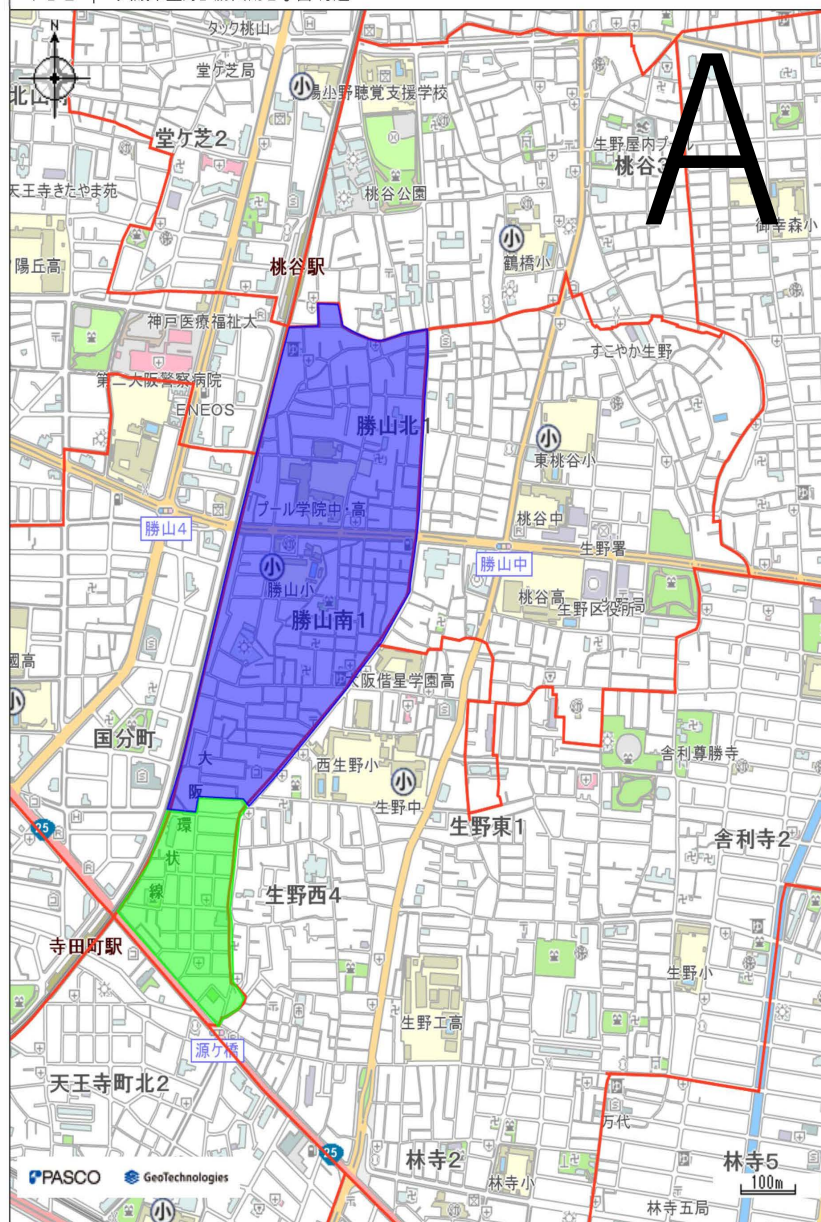 タック桃山
N
堂ケ芝局
A
小
聴覚支援学校
堂ケ芝2
生野屋内プール
桃谷3
天王寺きたやま苑
桃谷公園
小
御幸森小
鶴橋小
陽丘高
桃谷駅
神戸医療福祉大
すこやか生野
第二大阪警察病院
ENEOS
勝山北1
小
東桃谷小
プール学院中・高
桃谷中
勝山4
生野署
勝山中
小
勝山小
桃谷高
生野区役所
勝山南1
國高
大阪偕星学園高
小
国分町
大
西生野小
舎利尊勝寺
阪
小
生野中
25
環
生野東1
舎利寺2
状
線
生野西4
寺田町駅
生野小
生野工高
源ケ橋
天王寺町北2
万代
25
林寺2
林寺5
PASCO
GeoTechnologies
林寺小
100m
小
林寺五局